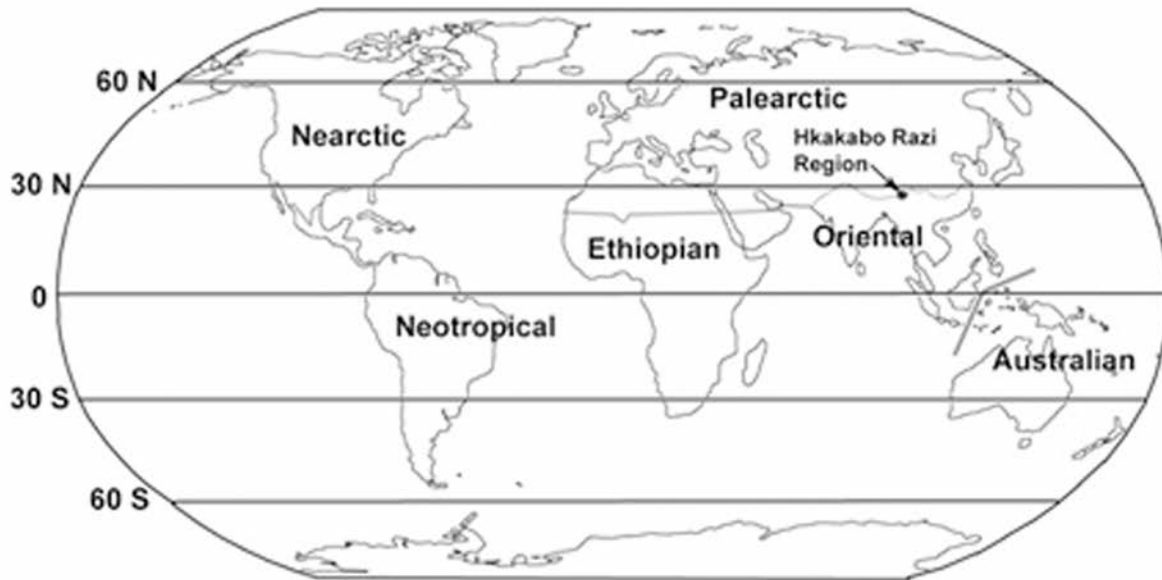 60 N
Palearctic
Nearctic
Hkakabo Razi
Region
30 N
Oriental
Ethiopian
0
Neotropical
Australian
30 S
60 S